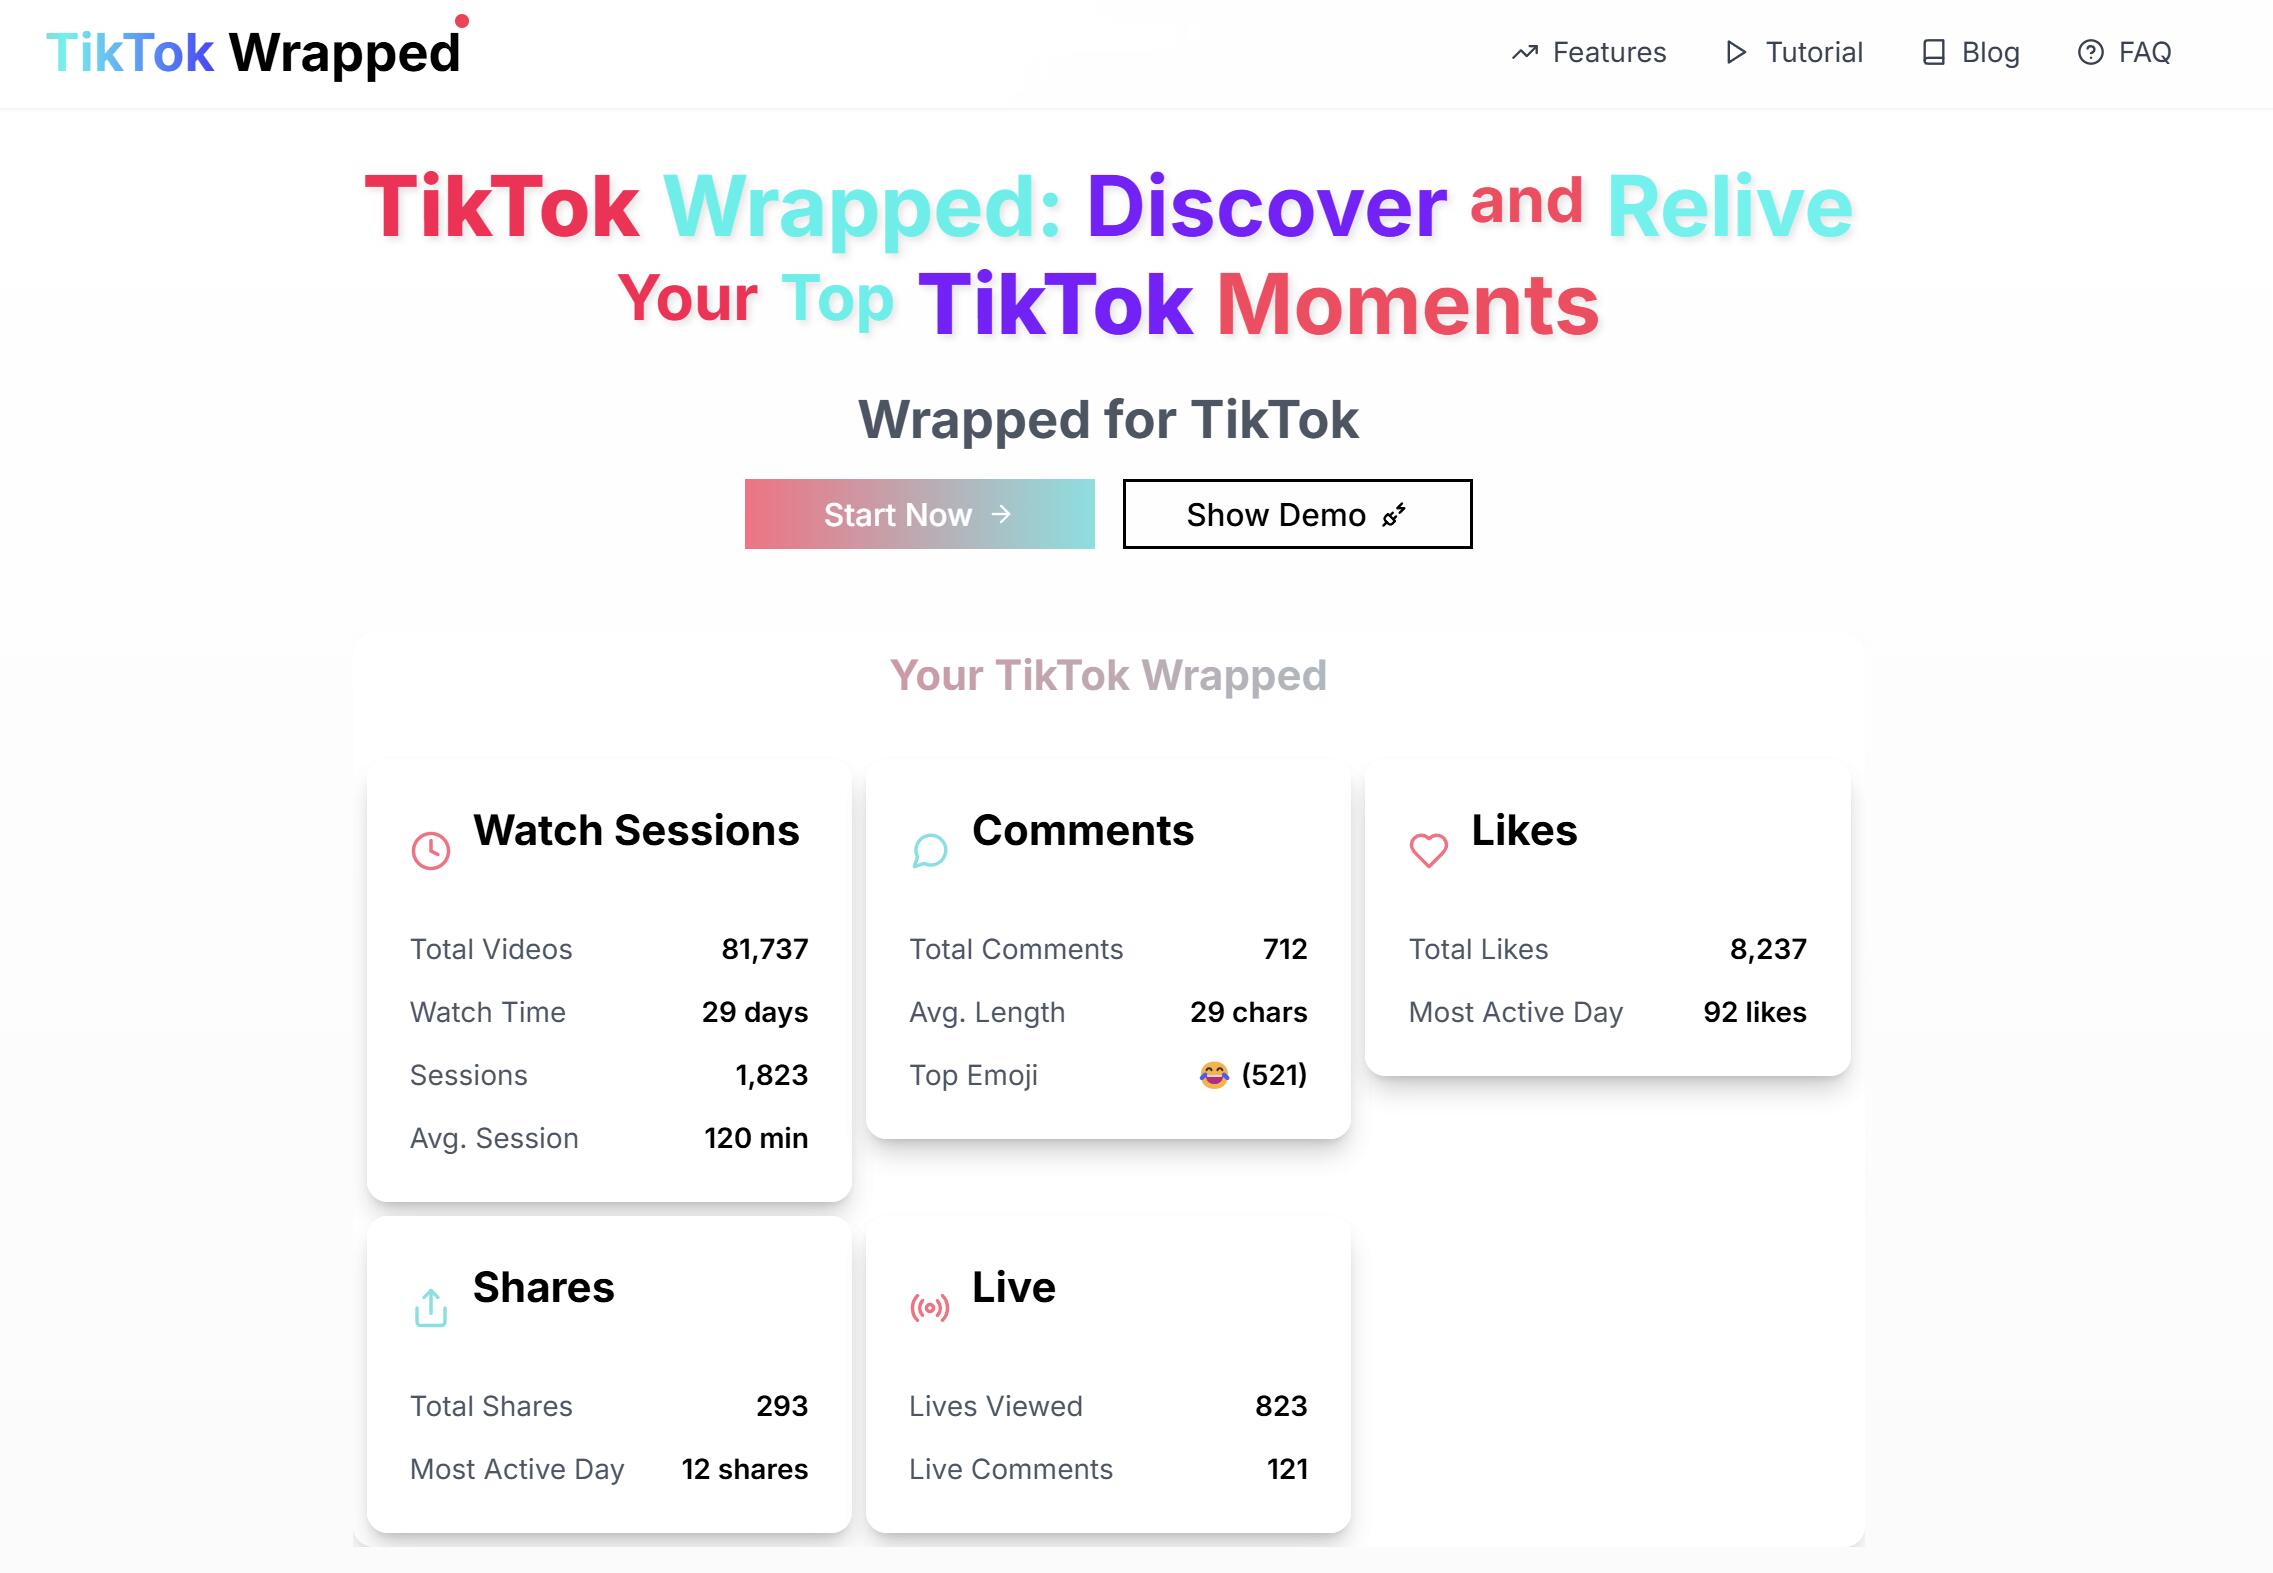 TikTok Wrapped
Features
Tutorial
Blog
FAQ
TikTok Wrapped: Discover and Relive
Your Top TikTok Moments
Wrapped for TikTok
Start Now →
Show Demo
Your TikTok Wrapped
Watch Sessions
Total Videos 81,737
Watch Time 29 days
Sessions 1,823
Avg. Session 120 min
Comments
Total Comments 712
Avg. Length 29 chars
Top Emoji 😂 (521)
Likes
Total Likes 8,237
Most Active Day 92 likes
Shares
Total Shares 293
Most Active Day 12 shares
Live
Lives Viewed 823
Live Comments 121